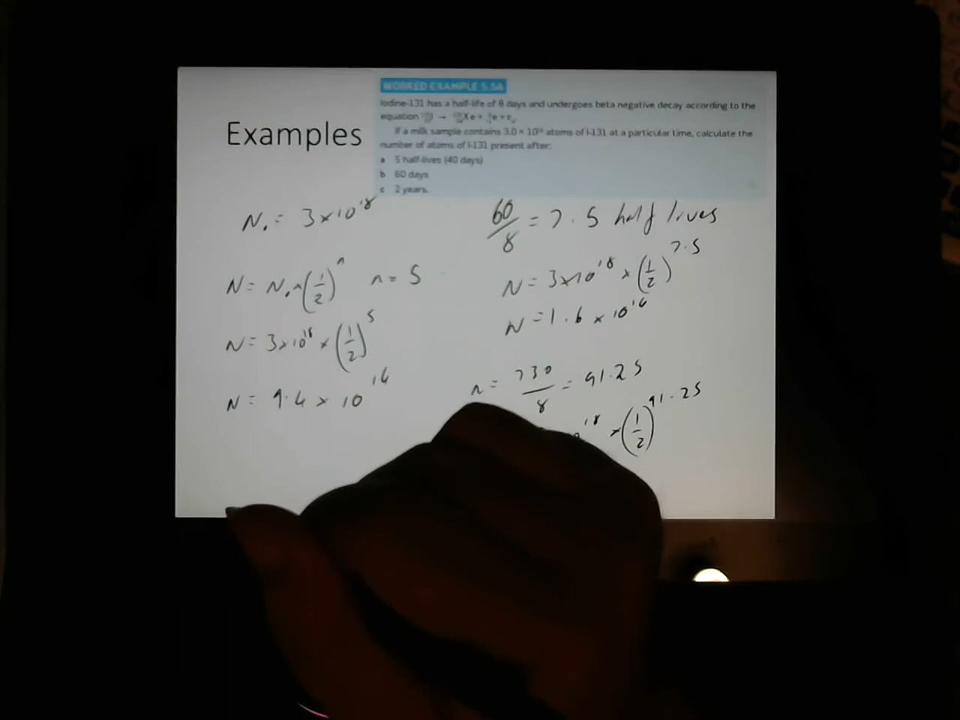 Examples
WORKED EXAMPLE 5.5A
Iodine-131 has a half-life of 8 days and undergoes beta negative decay according to the
equation → Xe + e +
If a milk sample contains 3.0 × 10¹⁸ atoms of I-131 at a particular time, calculate the
number of atoms of I-131 present after:
a 5 half-lives (40 days)
b 60 days
c 2 years.
N₀ = 3×10¹⁸
N = N₀ × (1/2)ⁿ n = 5
N = 3×10¹⁸ × (1/2)⁵
N = 9.4 × 10¹⁶
60/8 = 7.5 half lives
N = 3×10¹⁸ × (1/2)^7.5
N = 1.6 × 10¹⁶
n = 730/8 = 91.25
¹⁸ × (1/2)^91.25